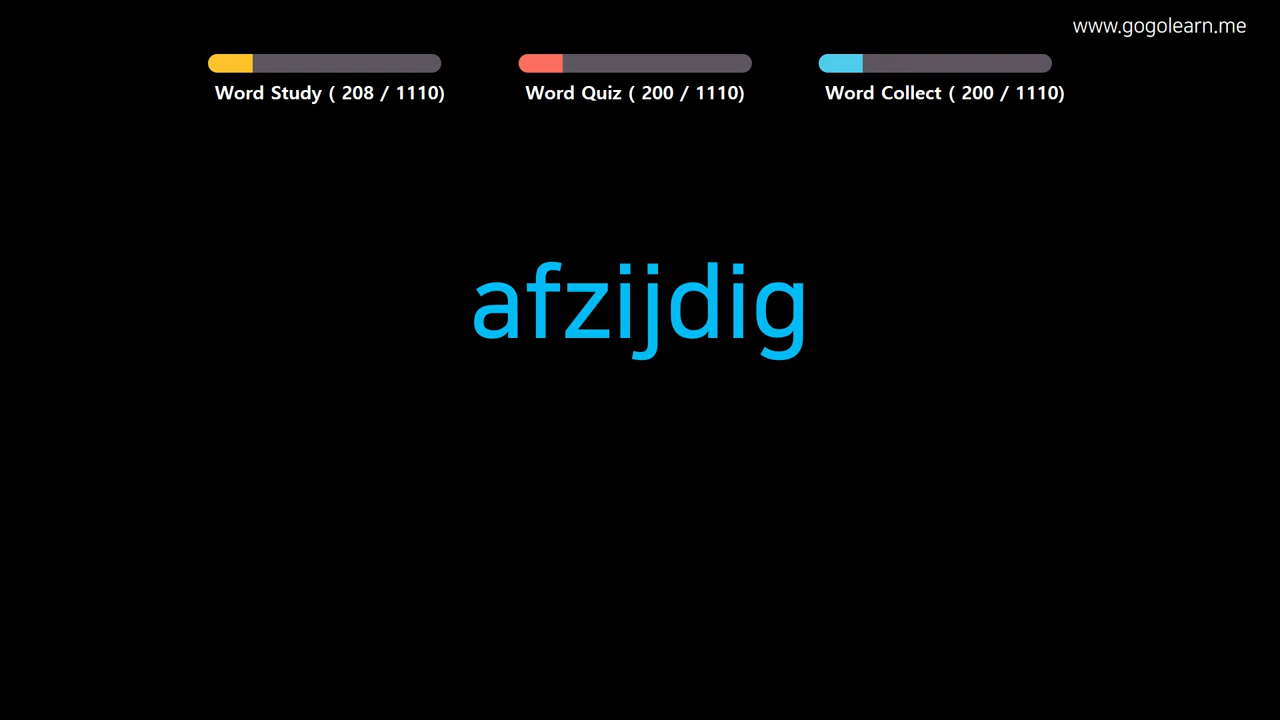 www.gogolearn.me
Word Study ( 208 / 1110)
Word Quiz ( 200 / 1110)
Word Collect ( 200 / 1110)
afzijdig